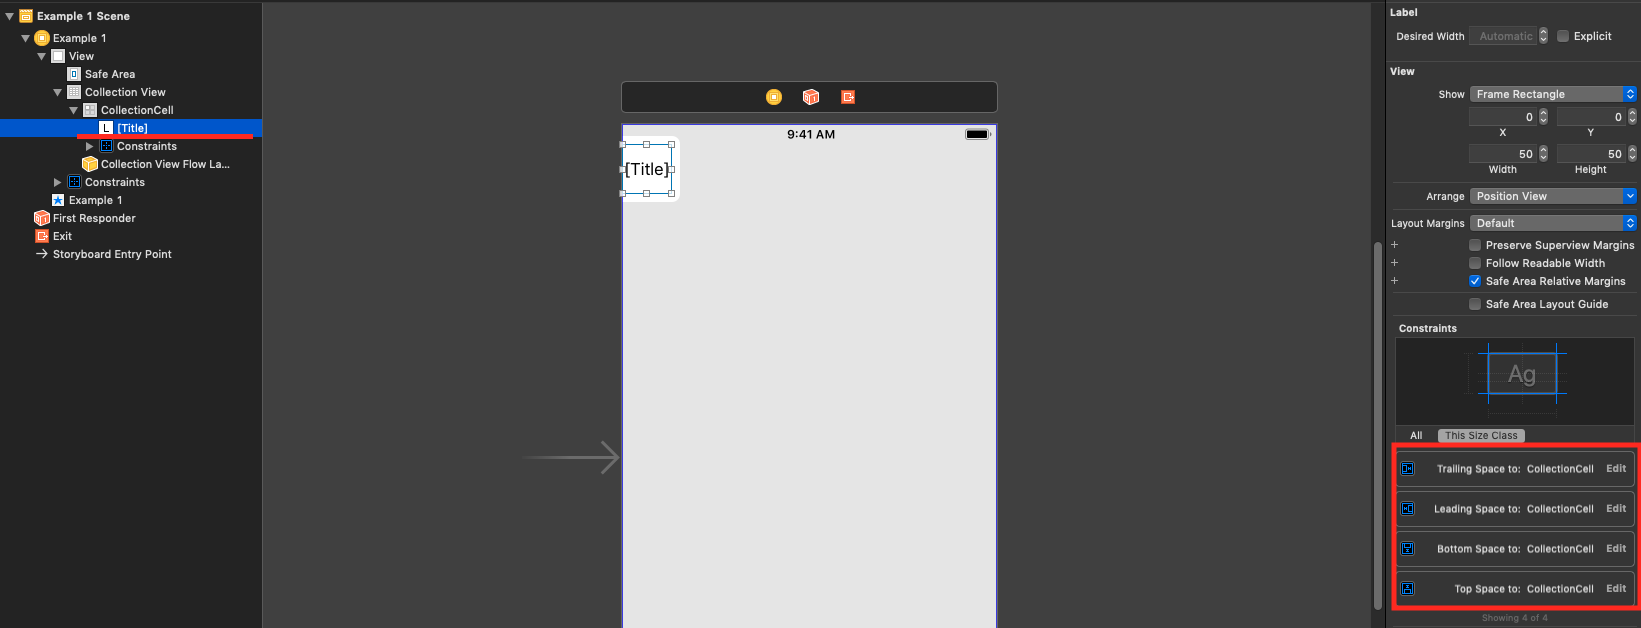 Example 1 Scene
Example 1
View
Safe Area
Collection View
CollectionCell
L [Title]
Constraints
Collection View Flow La...
Constraints
Example 1
First Responder
Exit
Storyboard Entry Point
9:41 AM
[Title]
Label
Desired Width Automatic Explicit
View
Show Frame Rectangle
0 0
X Y
50 50
Width Height
Arrange Position View
Layout Margins Default
Preserve Superview Margins
Follow Readable Width
Safe Area Relative Margins
Safe Area Layout Guide
Constraints
Ag
All This Size Class
Trailing Space to: CollectionCell Edit
Leading Space to: CollectionCell Edit
Bottom Space to: CollectionCell Edit
Top Space to: CollectionCell Edit
Showing 4 of 4